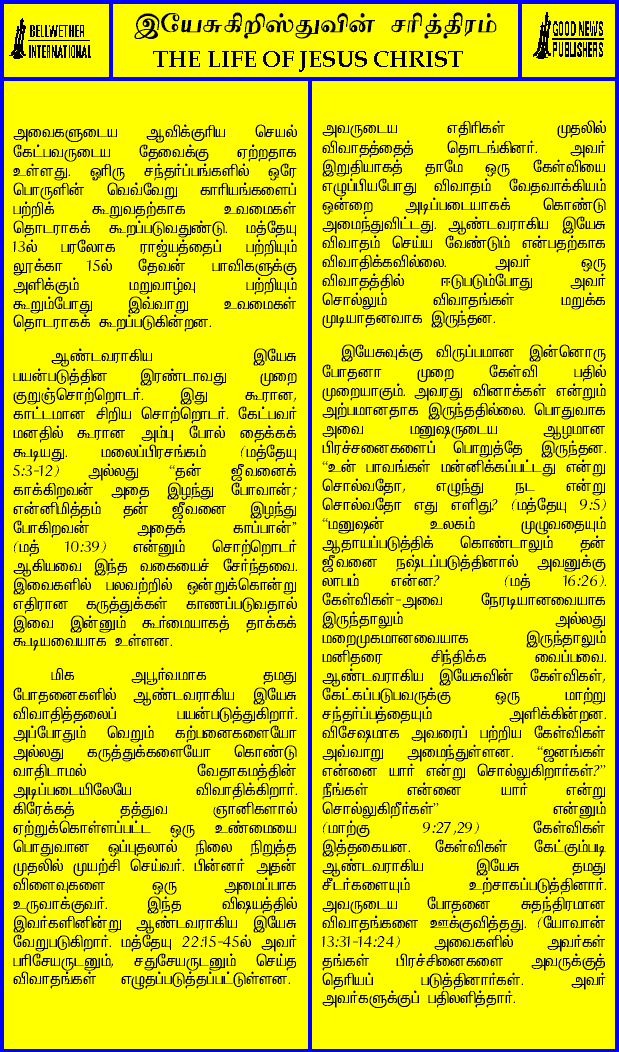 BELLWETHER
INTERNATIONAL
இயேசுகிறிஸ்துவின் சரித்திரம்
THE LIFE OF JESUS CHRIST
GOOD NEWS
PUBLISHERS
அவைகளுடைய ஆவிக்குரிய செயல்
கேட்பவருடைய தேவைக்கு ஏற்றதாக
உள்ளது. ஓரிரு சந்தர்ப்பங்களில் ஒரே
பொருளின் வெவ்வேறு காரியங்களைப்
பற்றிக் கூறுவதற்காக உவமைகள்
தொடராகக் கூறப்படுவதுண்டு. மத்தேயு
13ல் பரலோக ராஜ்யத்தைப் பற்றியும்
லூக்கா 15ல் தேவன் பாவிகளுக்கு
அளிக்கும் மறுவாழ்வு பற்றியும்
கூறும்போது இவ்வாறு உவமைகள்
தொடராகக் கூறப்படுகின்றன.
ஆண்டவராகிய இயேசு
பயன்படுத்தின இரண்டாவது முறை
குறுஞ்சொற்றொடர். இது கூரான,
காட்டமான சிறிய சொற்றொடர். கேட்பவர்
மனதில் கூரான அம்பு போல் தைக்கக்
கூடியது. மலைப்பிரசங்கம் (மத்தேயு
5:3-12) அல்லது “தன் ஜீவனைக்
காக்கிறவன் அதை இழந்து போவான்;
என்னிமித்தம் தன் ஜீவனை இழந்து
போகிறவன் அதைக் காப்பான்”
(மத் 10:39) என்னும் சொற்றொடர்
ஆகியவை இந்த வகையைச் சேர்ந்தவை.
இவைகளில் பலவற்றில் ஒன்றுக்கொன்று
எதிரான கருத்துக்கள் காணப்படுவதால்
இவை இன்னும் கூர்மையாகத் தாக்கக்
கூடியவையாக உள்ளன.
மிக அபூர்வமாக தமது
போதனைகளில் ஆண்டவராகிய இயேசு
விவாதித்தலைப் பயன்படுத்துகிறார்.
அப்போதும் வெறும் கற்பனைகளையோ
அல்லது கருத்துக்களையோ கொண்டு
வாதிடாமல் வேதாகமத்தின்
அடிப்படையிலேயே விவாதிக்கிறார்.
கிரேக்கத் தத்துவ ஞானிகளால்
ஏற்றுக்கொள்ளப்பட்ட ஒரு உண்மையை
பொதுவான ஒப்புதலால் நிலை நிறுத்த
முதலில் முயற்சி செய்வர். பின்னர் அதன்
விளைவுகளை ஒரு அமைப்பாக
உருவாக்குவர். இந்த விஷயத்தில்
இவர்களினின்று ஆண்டவராகிய இயேசு
வேறுபடுகிறார். மத்தேயு 22:15-45ல் அவர்
பரிசேயருடனும், சதுசேயருடனும் செய்த
விவாதங்கள் எழுதப்படுத்தப்பட்டுள்ளன.
அவருடைய எதிரிகள் முதலில்
விவாதத்தைத் தொடங்கினர். அவர்
இறுதியாகத் தாமே ஒரு கேள்வியை
எழுப்பியபோது விவாதம் வேதவாக்கியம்
ஒன்றை அடிப்படையாகக் கொண்டு
அமைந்துவிட்டது. ஆண்டவராகிய இயேசு
விவாதம் செய்ய வேண்டும் என்பதற்காக
விவாதிக்கவில்லை. அவர் ஒரு
விவாதத்தில் ஈடுபடும்போது அவர்
சொல்லும் விவாதங்கள் மறுக்க
முடியாதனவாக இருந்தன.
இயேசுவுக்கு விருப்பமான இன்னொரு
போதனா முறை கேள்வி பதில்
முறையாகும். அவரது வினாக்கள் என்றும்
அற்பமானதாக இருந்ததில்லை. பொதுவாக
அவை மனுஷருடைய ஆழமான
பிரச்சனைகளைப் பொறுத்தே இருந்தன.
“உன் பாவங்கள் மன்னிக்கப்பட்டது என்று
சொல்வதோ, எழுந்து நட என்று
சொல்வதோ எது எளிது? (மத்தேயு 9:5)
“மனுஷன் உலகம் முழுவதையும்
ஆதாயப்படுத்திக் கொண்டாலும் தன்
ஜீவனை நஷ்டப்படுத்தினால் அவனுக்கு
லாபம் என்ன? (மத் 16:26).
கேள்விகள்-அவை நேரடியானவையாக
இருந்தாலும் அல்லது
மறைமுகமானவையாக இருந்தாலும்
மனிதரை சிந்திக்க வைப்பவை.
ஆண்டவராகிய இயேசுவின் கேள்விகள்,
கேட்கப்படுபவருக்கு ஒரு மாற்று
சந்தர்ப்பத்தையும் அளிக்கின்றன.
விசேஷமாக அவரைப் பற்றிய கேள்விகள்
அவ்வாறு அமைந்துள்ளன. “ஜனங்கள்
என்னை யார் என்று சொல்லுகிறார்கள்?”
நீங்கள் என்னை யார் என்று
சொல்லுகிறீர்கள்” என்னும்
(மாற்கு 9:27,29) கேள்விகள்
இத்தகையன. கேள்விகள் கேட்கும்படி
ஆண்டவராகிய இயேசு தமது
சீடர்களையும் உற்சாகப்படுத்தினார்.
அவருடைய போதனை சுதந்திரமான
விவாதங்களை ஊக்குவித்தது. (யோவான்
13:31-14:24) அவைகளில் அவர்கள்
தங்கள் பிரச்சினைகளை அவருக்குத்
தெரியப் படுத்தினார்கள். அவர்
அவர்களுக்குப் பதிலளித்தார்.